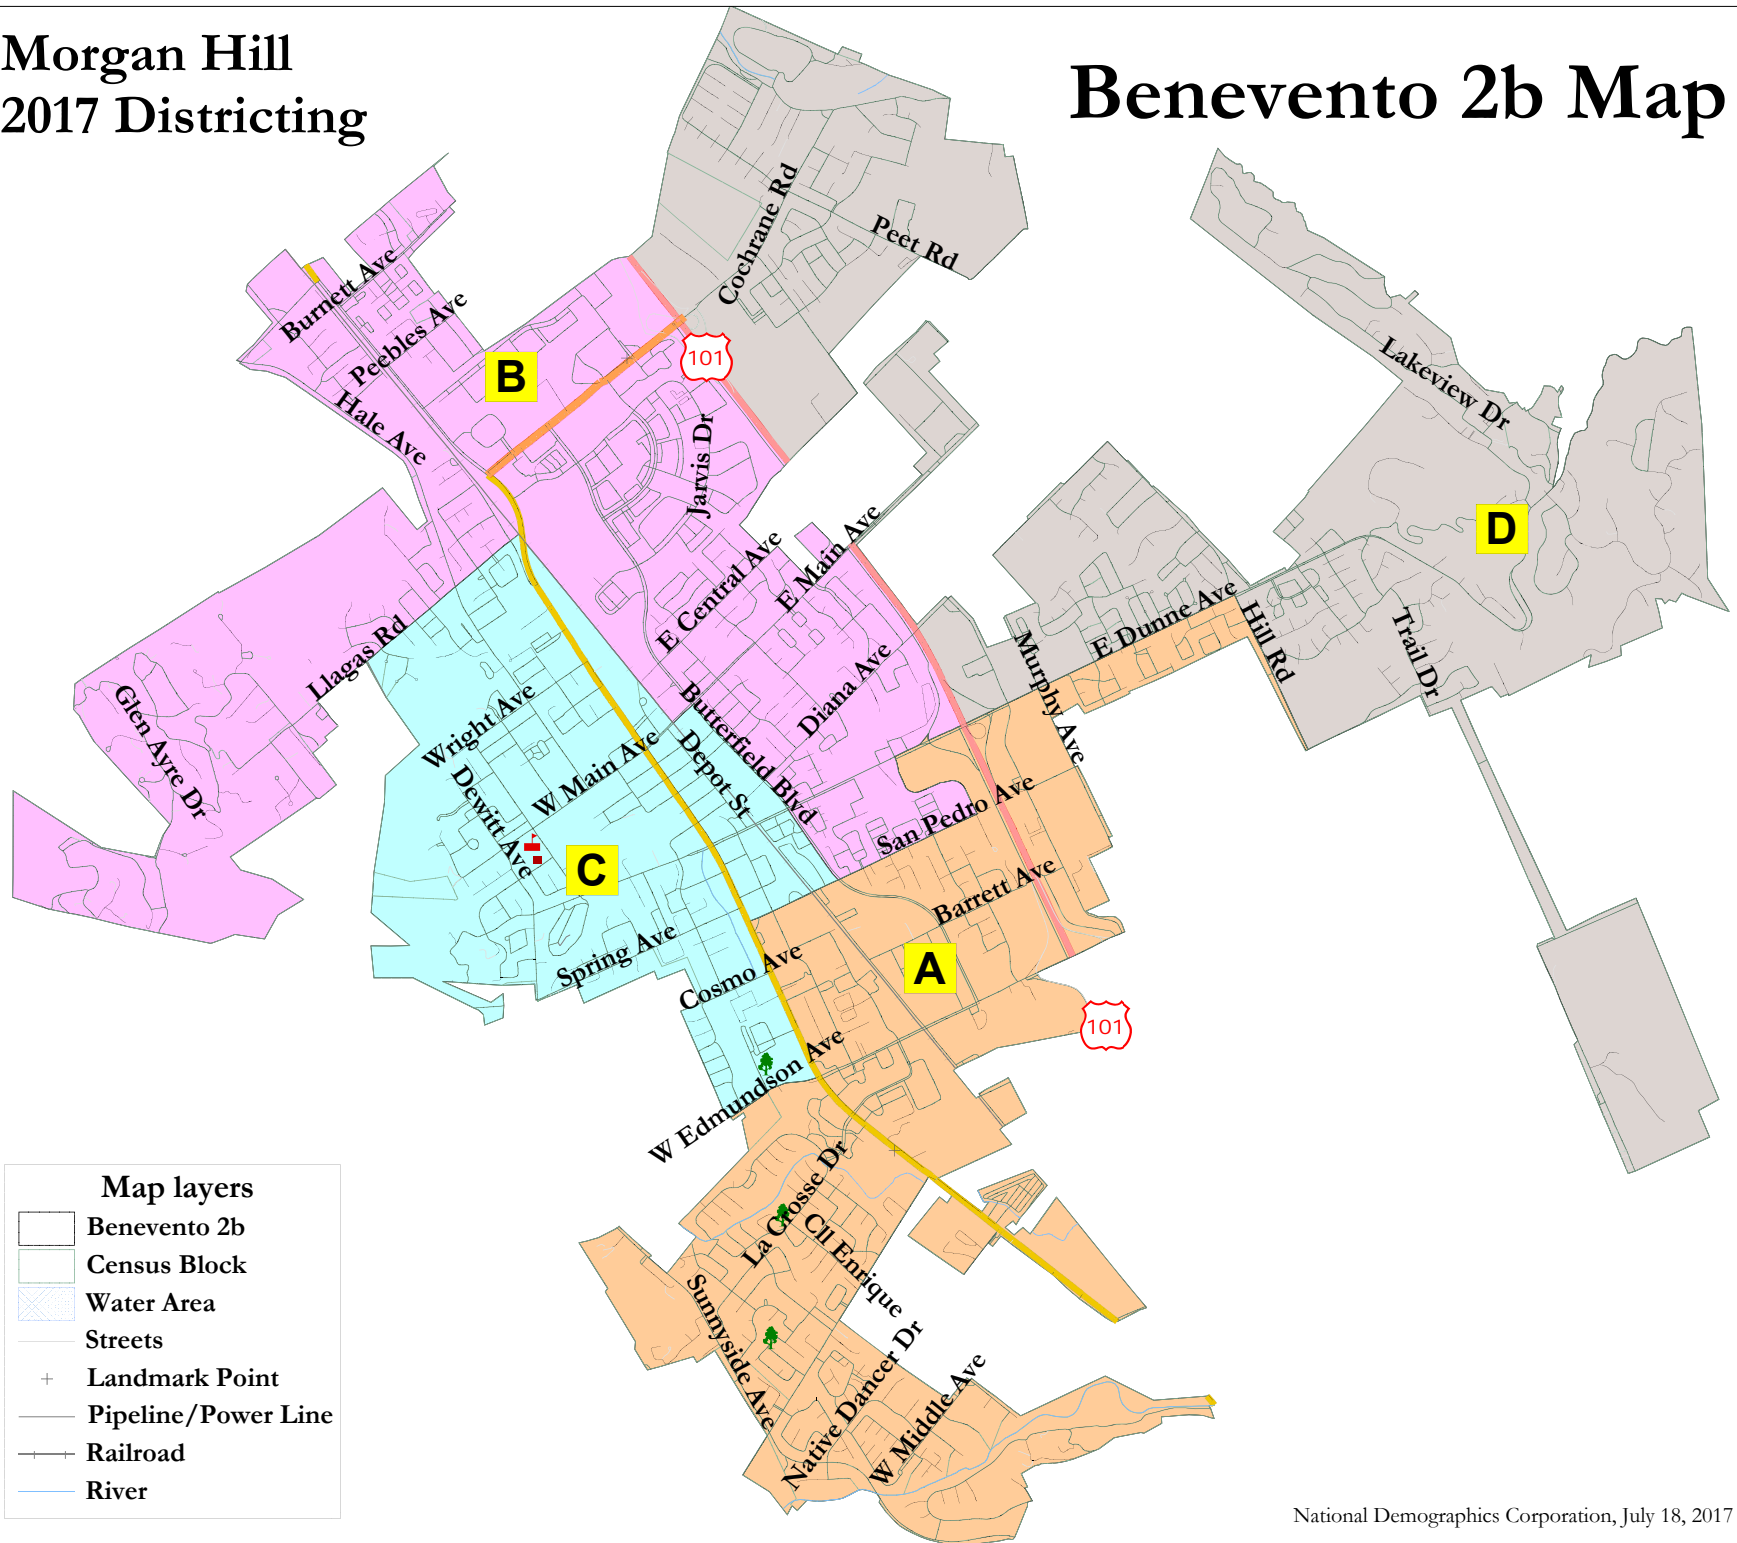 Morgan Hill
2017 Districting
Benevento 2b Map
Cochrane Rd
Peet Rd
Burnett Ave
Peebles Ave
Hale Ave
B
101
Jarvis Dr
Lakeview Dr
D
E Central Ave
E Main Ave
E Dunne Ave
Hill Rd
Trail Dr
Murphy Ave
Llagas Rd
Glen Ayre Dr
Wright Ave
W Main Ave
Dewitt Ave
Diana Ave
Butterfield Blvd
Depot St
San Pedro Ave
Barrett Ave
C
A
Spring Ave
Cosmo Ave
101
W Edmundson Ave
La Crosse Dr
Cll Enrique
Sunnyside Ave
Native Dancer Dr
W Middle Ave
Map layers
Benevento 2b
Census Block
Water Area
Streets
Landmark Point
Pipeline/Power Line
Railroad
River
National Demographics Corporation, July 18, 2017